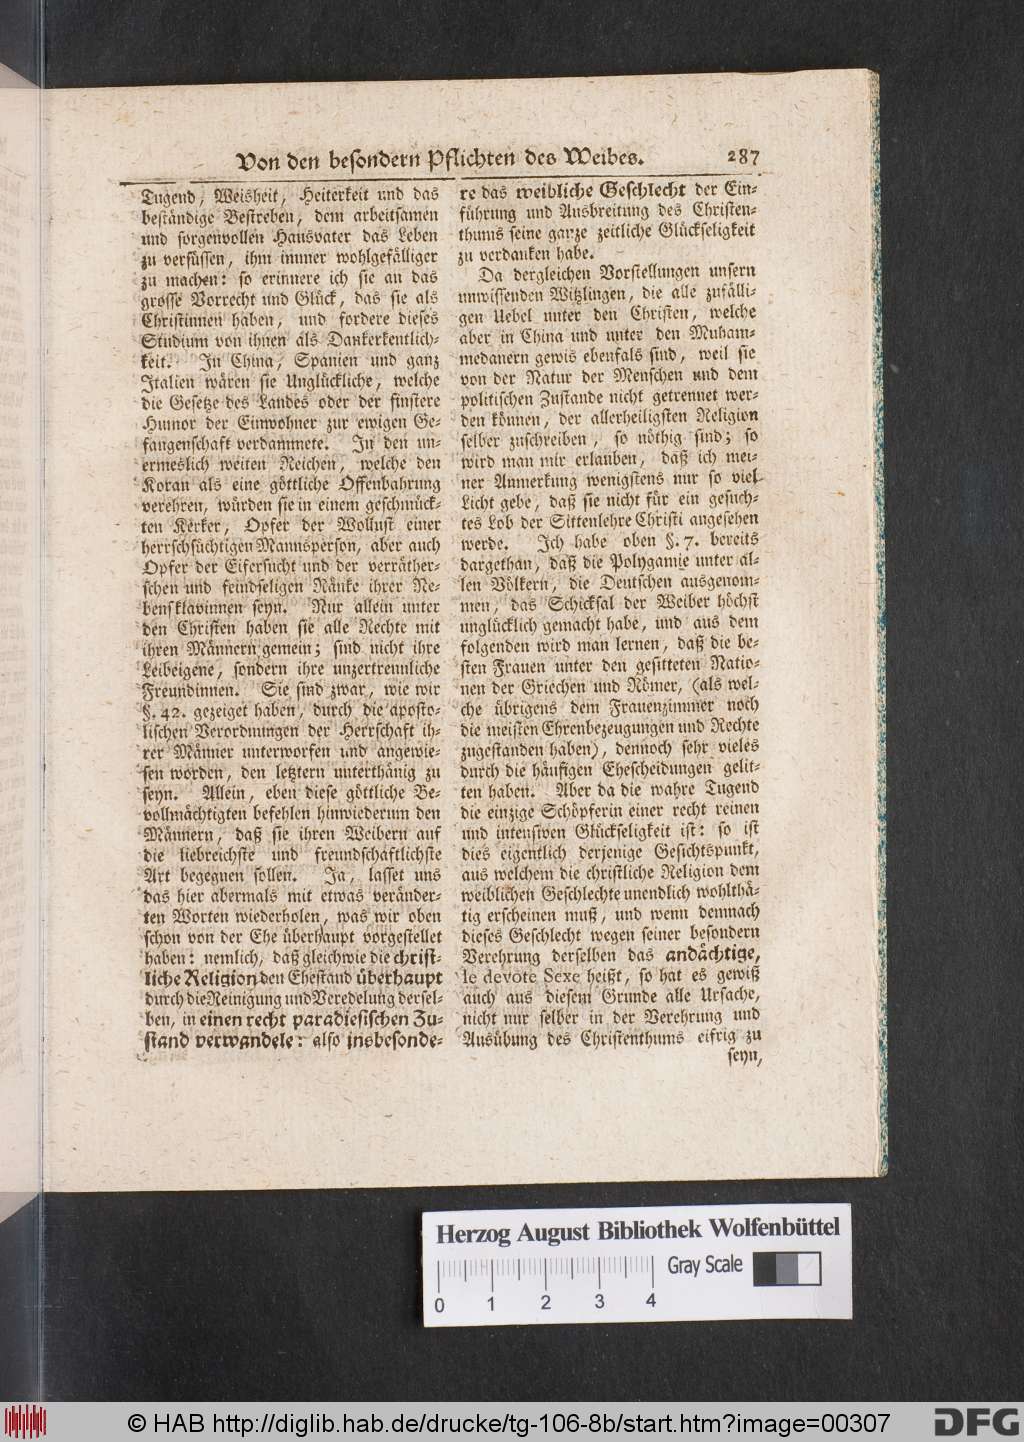 Von den besondern Pflichten des Weibes. 287
Tugend, Weisheit, Heiterkeit und das
beständige Bestreben, dem arbeitsamen
und sorgenvollen Hausvater das Leben
zu versüssen, ihm immer wohlgefälliger
zu machen: so erinnere ich sie an das
grosse Vorrecht und Glück, das sie als
Christinnen haben, und fordere dieses
Studium von ihnen als Dankerkentlich-
keit. In China, Spanien und ganz
Italien wären sie Unglückliche, welche
die Gesetze des Landes oder der finstere
Humor der Einwohner zur ewigen Ge-
fangenschaft verdammete. In den un-
ermeslich weiten Reichen, welche den
Koran als eine göttliche Offenbahrung
verehren, würden sie in einem geschmück-
ten Kerker, Opfer der Wollust einer
herrschsüchtigen Mannsperson, aber auch
Opfer der Eifersucht und der verräther-
schen und feindseligen Ränke ihrer Ne-
bensklavinnen seyn. Nur allein unter
den Christen haben sie alle Rechte mit
ihren Männern gemein; sind nicht ihre
Leibeigene, sondern ihre unzertrennliche
Freundinnen. Sie sind zwar, wie wir
§. 42. gezeiget haben, durch die aposto-
lischen Verordnungen der Herrschaft ih-
rer Männer unterworfen und angewie-
sen worden, den letztern unterthänig zu
seyn. Allein, eben diese göttliche Be-
vollmächtigten befehlen hinwiederum den
Männern, daß sie ihren Weibern auf
die liebreichste und freundschaftlichste
Art begegnen sollen. Ja, lasset uns
das hier abermals mit etwas veränder-
ten Worten wiederholen, was wir oben
schon von der Ehe überhaupt vorgestellet
haben: nemlich, daß gleichwie die christ-
liche Religion den Ehestand überhaupt
durch die Reinigung und Veredelung dersel-
ben, in einen recht paradiesischen Zu-
stand verwandele: also insbesonde-
re das weibliche Geschlecht der Ein-
führung und Ausbreitung des Christen-
thums seine ganze zeitliche Glückseligkeit
zu verdanken habe.
Da dergleichen Vorstellungen unsern
unwissenden Witzlingen, die alle zufälli-
gen Uebel unter den Christen, welche
aber in China und unter den Muham-
medanern gewis ebenfals sind, weil sie
von der Natur der Menschen und dem
politischen Zustande nicht getrennet wer-
den können, der allerheiligsten Religion
selber zuschreiben, so nöthig sind; so
wird man mir erlauben, daß ich mei-
ner Anmerkung wenigstens nur so viel
Licht gebe, daß sie nicht für ein gesuch-
tes Lob der Sittenlehre Christi angesehen
werde. Ich habe oben §. 7. bereits
dargethan, daß die Polygamie unter al-
len Völkern, die Deutschen ausgenom-
men, das Schicksal der Weiber höchst
unglücklich gemacht habe, und aus dem
folgenden wird man lernen, daß die be-
sten Frauen unter den gesitteten Natio-
nen der Griechen und Römer, (als wel-
che übrigens dem Frauenzimmer noch
die meisten Ehrenbezeugungen und Rechte
zugestanden haben), dennoch sehr vieles
durch die häufigen Ehescheidungen gelit-
ten haben. Aber da die wahre Tugend
die einzige Schöpferin einer recht reinen
und intensiven Glückseligkeit ist: so ist
dies eigentlich derjenige Gesichtspunkt,
aus welchem die christliche Religion dem
weiblichen Geschlechte unendlich wohlthä-
tig erscheinen muß, und wenn demnach
dieses Geschlecht wegen seiner besondern
Verehrung derselben das andächtige,
le devote Sexe heißt, so hat es gewiß
auch aus diesem Grunde alle Ursache,
nicht nur selber in der Verehrung und
Ausübung des Christenthums eifrig zu
seyn,
Herzog August Bibliothek Wolfenbüttel
Gray Scale
0 1 2 3 4
© HAB http://diglib.hab.de/drucke/tg-106-8b/start.htm?image=00307
DFG